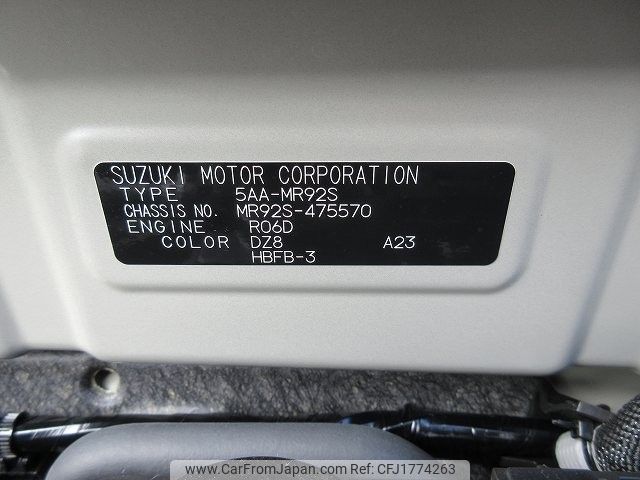 SUZUKI MOTOR CORPORATION
TYPE 5AA-MR92S
CHASSIS NO. MR92S-475570
ENGINE R06D
COLOR DZ8 A23
HBFB-3
www.CarFromJapan.com | CFJ1774263